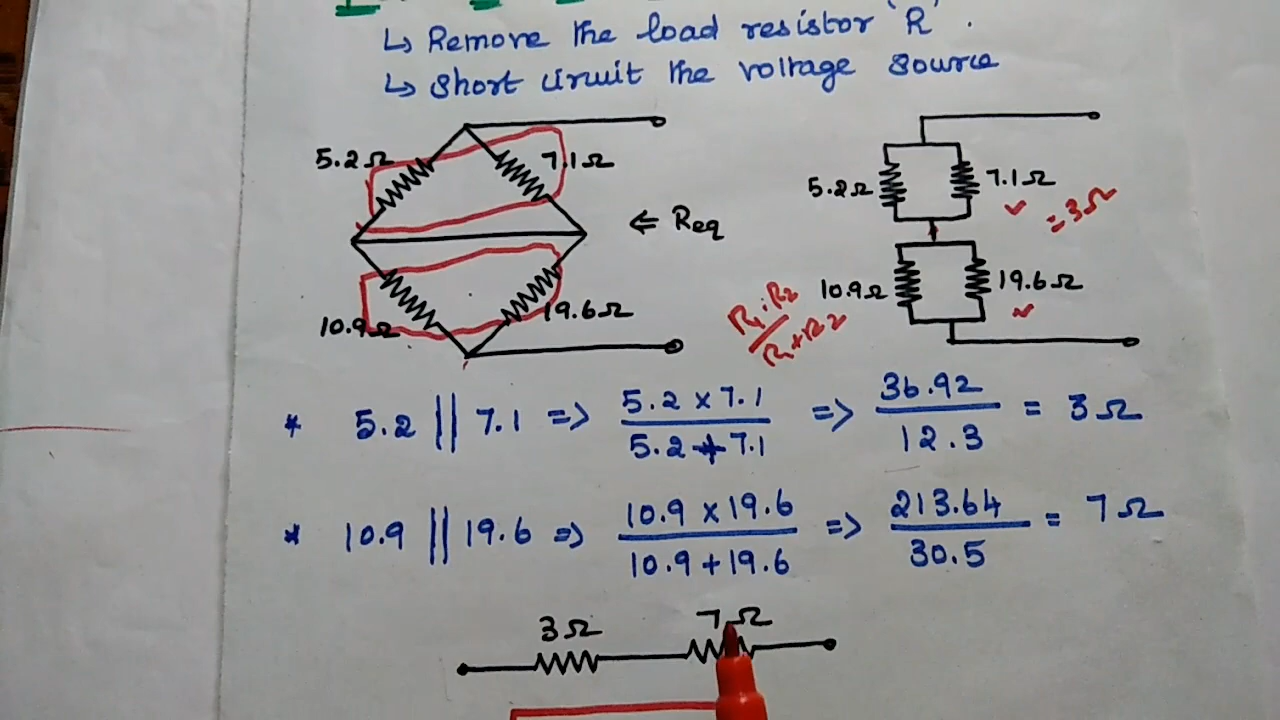 ↳ Remove the load resistor 'R'.
↳ Short ciruit the voltage source
5.2Ω 7.1Ω
⇐ Req
10.9Ω 19.6Ω
5.2Ω 7.1Ω = 3Ω
10.9Ω 19.6Ω
R1·R2 / R1+R2
* 5.2 || 7.1 => 5.2 x 7.1 / 5.2 + 7.1 => 36.92 / 12.3 = 3Ω
* 10.9 || 19.6 => 10.9 x 19.6 / 10.9 + 19.6 => 213.64 / 30.5 = 7Ω
3Ω 7Ω